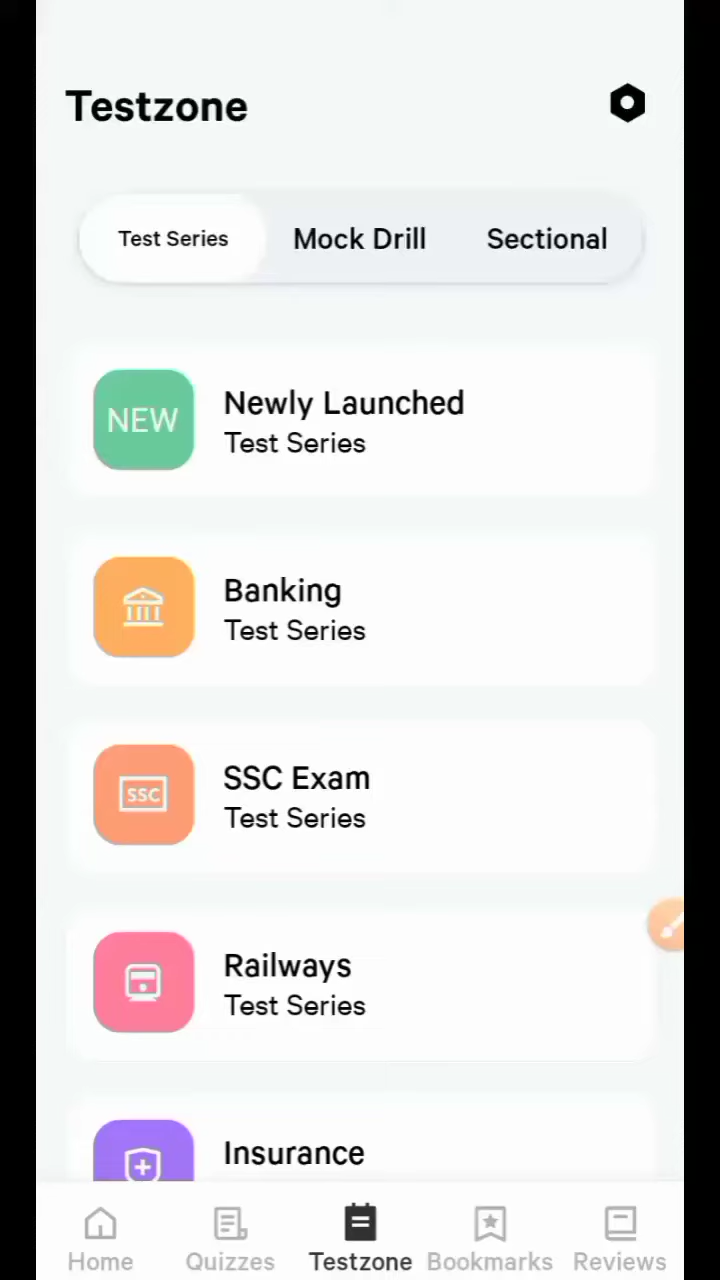 Testzone
Test Series Mock Drill Sectional
NEW
Newly Launched
Test Series
Banking
Test Series
SSC
SSC Exam
Test Series
Railways
Test Series
Insurance
Home Quizzes Testzone Bookmarks Reviews